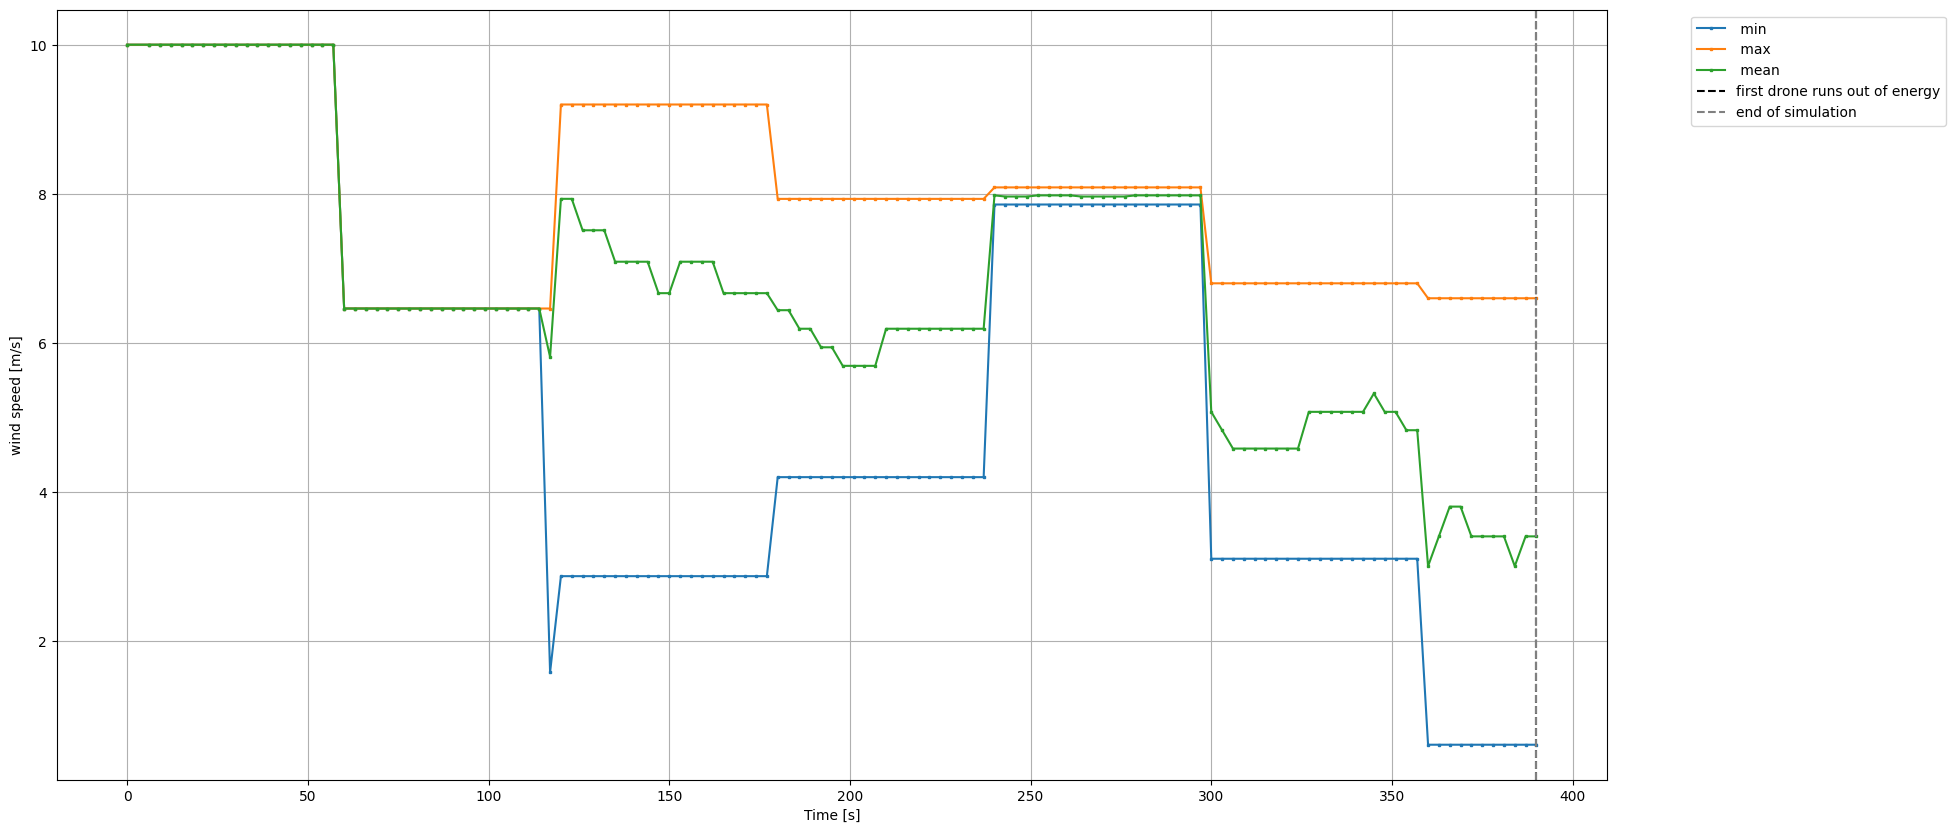 min
max
mean
first drone runs out of energy
end of simulation
10
8
6
4
2
wind speed [m/s]
0 50 100 150 200 250 300 350 400
Time [s]